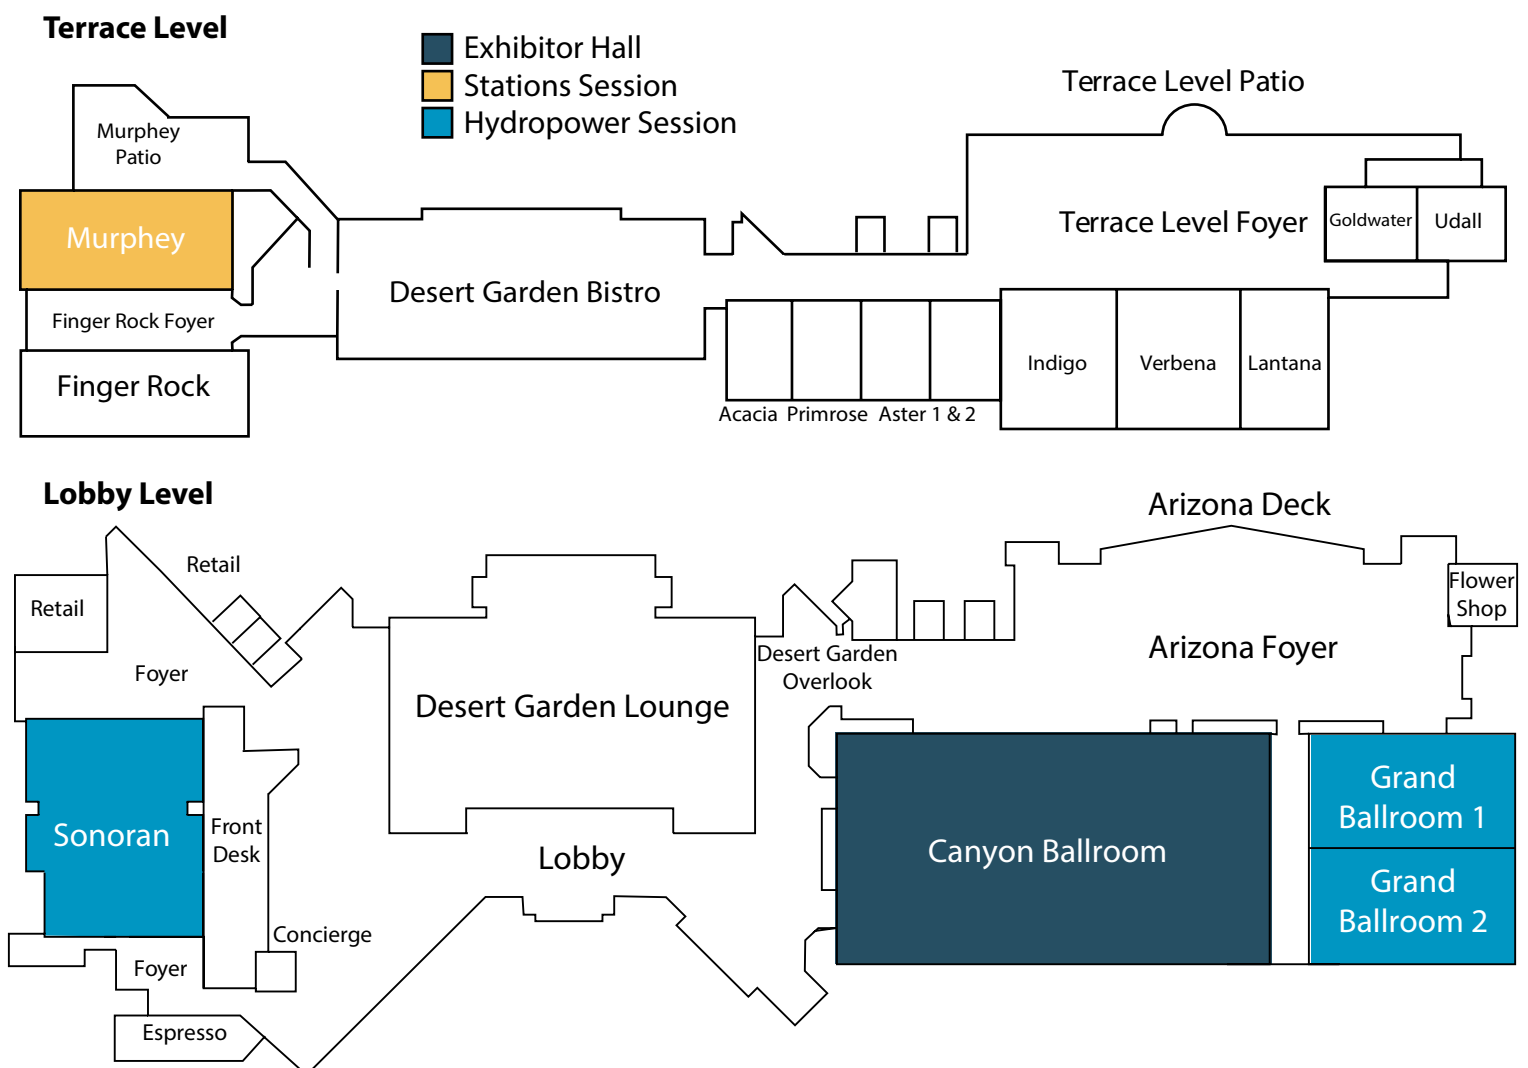 Terrace Level
Exhibitor Hall
Stations Session
Hydropower Session
Terrace Level Patio
Murphey
Patio
Murphey
Terrace Level Foyer
Goldwater
Udall
Desert Garden Bistro
Finger Rock Foyer
Finger Rock
Indigo
Verbena
Lantana
Acacia
Primrose
Aster 1 & 2
Lobby Level
Arizona Deck
Retail
Retail
Flower
Shop
Foyer
Desert Garden
Overlook
Arizona Foyer
Desert Garden Lounge
Sonoran
Front
Desk
Lobby
Canyon Ballroom
Grand
Ballroom 1
Grand
Ballroom 2
Concierge
Foyer
Espresso